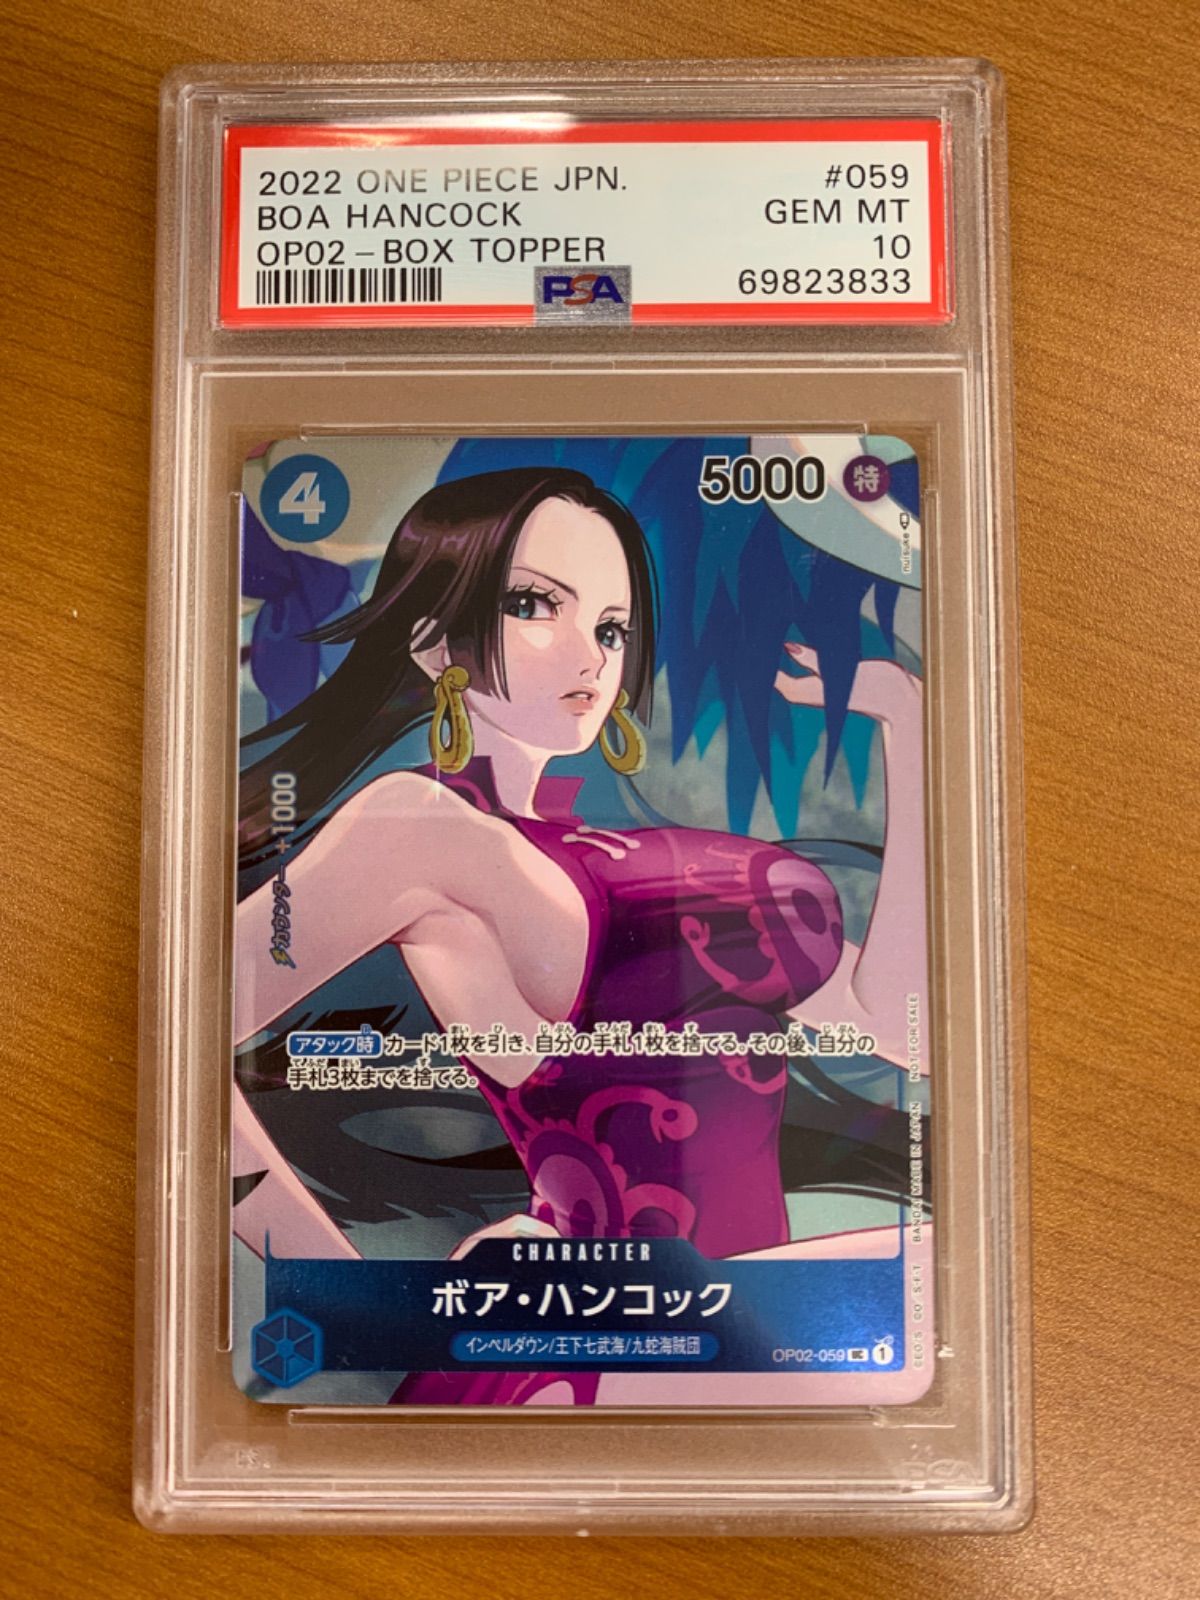 2022 ONE PIECE JPN. #059
BOA HANCOCK GEM MT
OP02-BOX TOPPER 10
PSA 69823833
4
5000 特
nuisuke
カウンター +1000
アタック時 カード1枚を引き、自分の手札1枚を捨てる。その後、自分の
手札3枚までを捨てる。
©EO/S ©O/ S・F・T BANDAI MADE IN JAPAN NOT FOR SALE
CHARACTER
ボア・ハンコック
インペルダウン/王下七武海/九蛇海賊団
OP02-059 UC 1
PSA